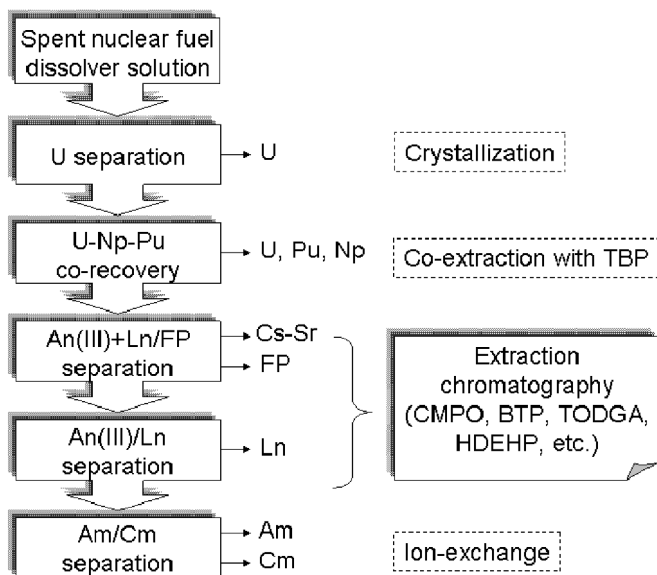 Spent nuclear fuel
dissolver solution
U separation
U
Crystallization
U-Np-Pu
co-recovery
U, Pu, Np
Co-extraction with TBP
An(III)+Ln/FP
separation
Cs-Sr
FP
Extraction
chromatography
(CMPO, BTP, TODGA,
HDEHP, etc.)
An(III)/Ln
separation
Ln
Am/Cm
separation
Am
Cm
Ion-exchange